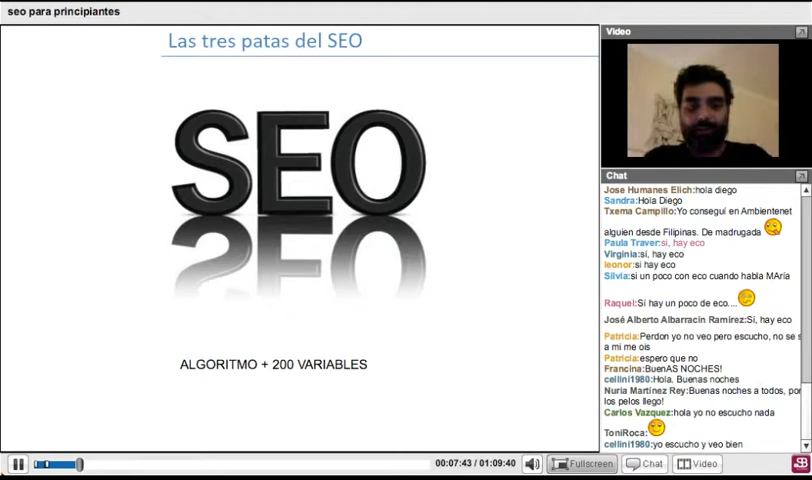 seo para principiantes
Las tres patas del SEO
SEO
ALGORITMO + 200 VARIABLES
Video
Chat
Jose Humanes Elich:hola diego
Sandra:Hola Diego
Txema Campillo:Yo conseguí en Ambientenet
alguien desde Filipinas. De madrugada
Paula Traver:si, hay eco
Virginia:sí, hay eco
leonor:si hay eco
Silvia:si un poco con eco cuando habla MAría
Raquel:Sí hay un poco de eco....
José Alberto Albarracin Ramirez:Sí, hay eco
Patricia:Perdon yo no veo pero escucho, no se s
a mi me ois
Patricia:espero que no
Francina:BuenAS NOCHES!
cellini1980:Hola. Buenas noches
Nuria Martínez Rey:Buenas noches a todos, por
los pelos llego!
Carlos Vazquez:hola yo no escucho nada
ToniRoca:
cellini1980:yo escucho y veo bien
00:07:43 / 01:09:40
Fullscreen
Chat
Video